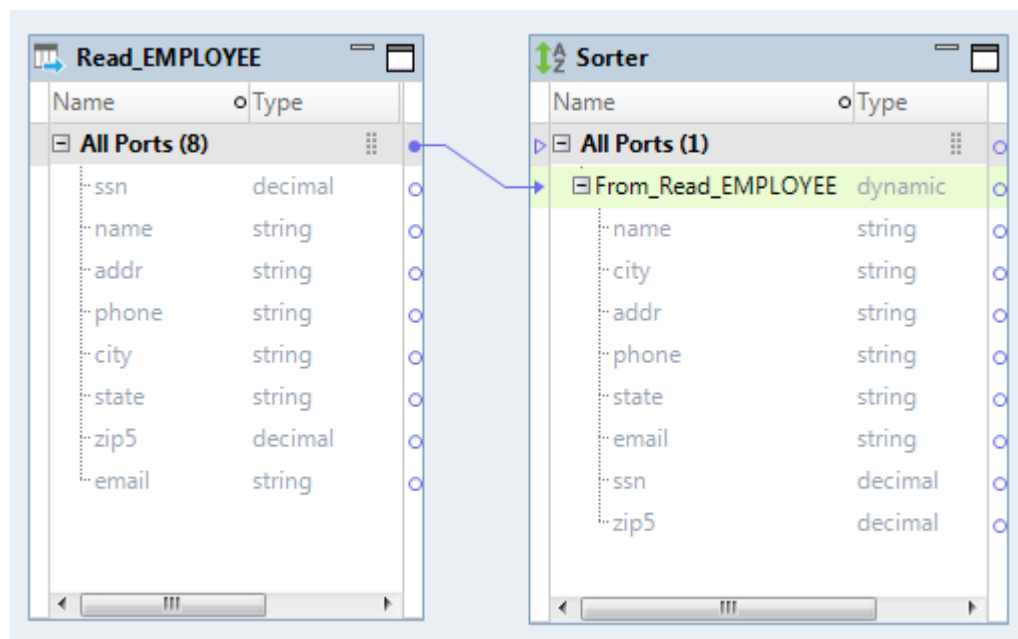 Read_EMPLOYEE
Name Type
All Ports (8)
ssn decimal
name string
addr string
phone string
city string
state string
zip5 decimal
email string
A
Z
Sorter
Name Type
All Ports (1)
From_Read_EMPLOYEE dynamic
name string
city string
addr string
phone string
state string
email string
ssn decimal
zip5 decimal